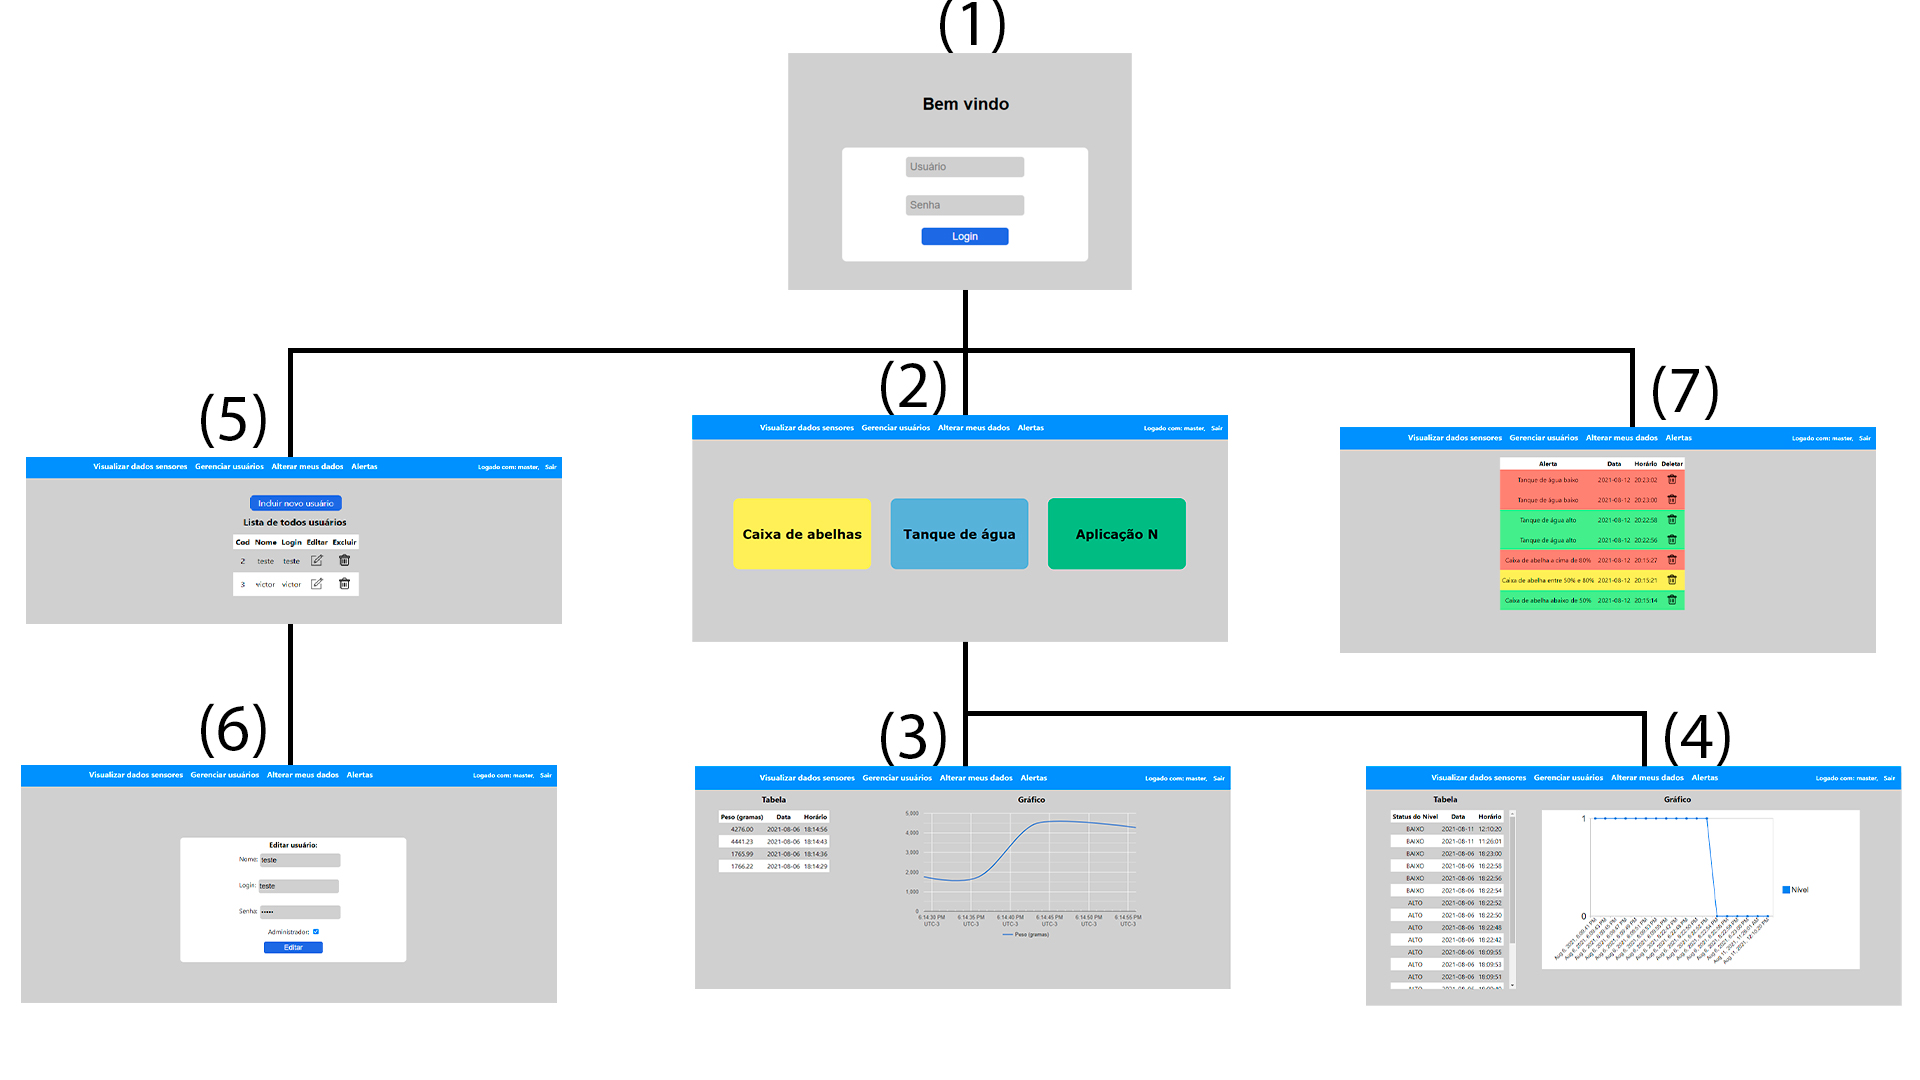 (1)
Bem vindo
Usuário
Senha
Login
(5)
Visualizar dados sensores Gerenciar usuários Alterar meus dados Alertas Logado com: master, Sair
Incluir novo usuário
Lista de todos usuários
Cod Nome Login Editar Excluir
2 teste teste
3 victor victor
(2)
Visualizar dados sensores Gerenciar usuários Alterar meus dados Alertas Logado com: master, Sair
Caixa de abelhas Tanque de água Aplicação N
(7)
Visualizar dados sensores Gerenciar usuários Alterar meus dados Alertas Logado com: master, Sair
Alerta Data Horário Deletar
Tanque de água baixo 2021-08-12 20:23:02
Tanque de água baixo 2021-08-12 20:23:00
Tanque de água alto 2021-08-12 20:22:58
Tanque de água alto 2021-08-12 20:22:56
Caixa de abelha a cima de 80% 2021-08-12 20:15:27
Caixa de abelha entre 50% e 80% 2021-08-12 20:15:21
Caixa de abelha abaixo de 50% 2021-08-12 20:15:14
(6)
Visualizar dados sensores Gerenciar usuários Alterar meus dados Alertas Logado com: master, Sair
Editar usuário:
Nome: teste
Login: teste
Senha: •••••
Administrador:
Editar
(3)
Visualizar dados sensores Gerenciar usuários Alterar meus dados Alertas Logado com: master, Sair
Tabela
Peso (gramas) Data Horário
4276.00 2021-08-06 18:14:56
4441.23 2021-08-06 18:14:43
1765.99 2021-08-06 18:14:36
1766.22 2021-08-06 18:14:29
Gráfico
5,000
4,000
3,000
2,000
1,000
0
6:14:30 PM 6:14:35 PM 6:14:40 PM 6:14:45 PM 6:14:50 PM 6:14:55 PM
UTC-3 UTC-3 UTC-3 UTC-3 UTC-3 UTC-3
Peso (gramas)
(4)
Visualizar dados sensores Gerenciar usuários Alterar meus dados Alertas Logado com: master, Sair
Tabela
Status do Nível Data Horário
BAIXO 2021-08-11 12:10:20
BAIXO 2021-08-11 11:26:01
BAIXO 2021-08-06 18:23:00
BAIXO 2021-08-06 18:22:58
BAIXO 2021-08-06 18:22:56
BAIXO 2021-08-06 18:22:54
ALTO 2021-08-06 18:22:52
ALTO 2021-08-06 18:22:50
ALTO 2021-08-06 18:22:48
ALTO 2021-08-06 18:22:42
ALTO 2021-08-06 18:09:55
ALTO 2021-08-06 18:09:53
ALTO 2021-08-06 18:09:51
Gráfico
1
0
Nível